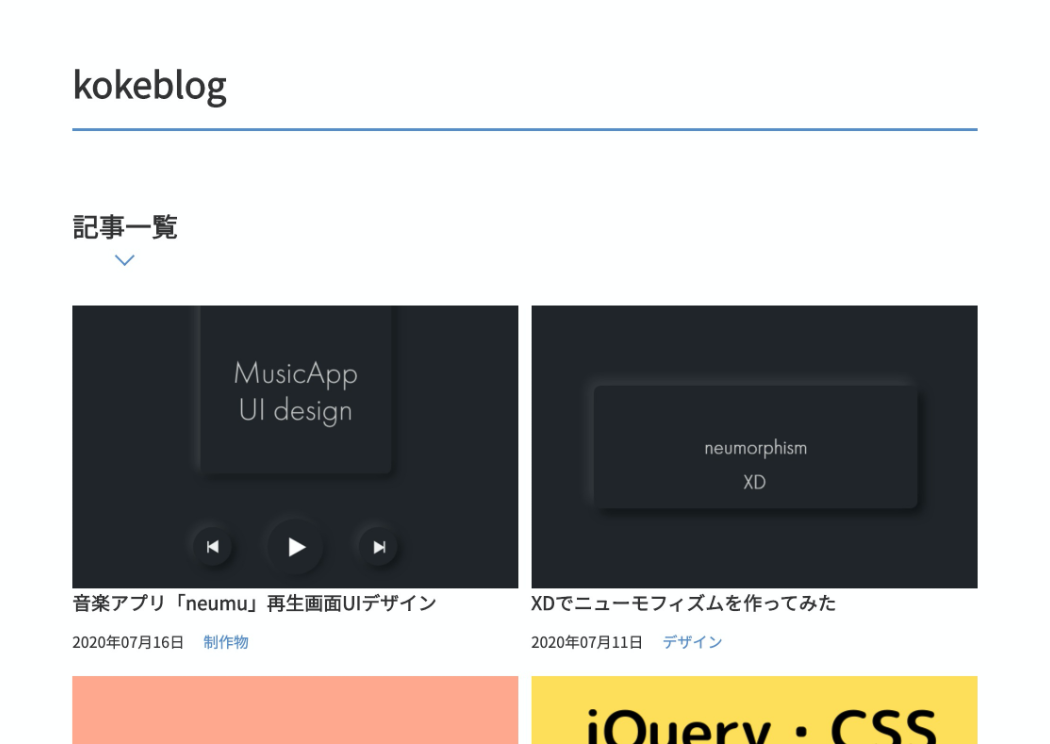 kokeblog
記事一覧
MusicApp
UI design
neumorphism
XD
音楽アプリ「neumu」再生画面UIデザイン
XDでニューモフィズムを作ってみた
2020年07月16日 制作物
2020年07月11日 デザイン
jQuery・CSS